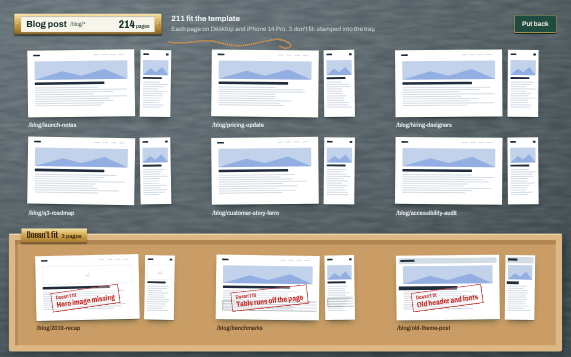 Blog post /blog/* 214 pages
211 fit the template
Each page on Desktop and iPhone 14 Pro. 3 don't fit: stamped into the tray.
Put back
/blog/launch-notes
/blog/pricing-update
/blog/hiring-designers
/blog/q3-roadmap
/blog/customer-story-ferro
/blog/accessibility-audit
Doesn't fit 3 pages
Doesn't fit
Hero image missing
Doesn't fit
Table runs off the page
Doesn't fit
Old header and fonts
/blog/2019-recap
/blog/benchmarks
/blog/old-theme-post